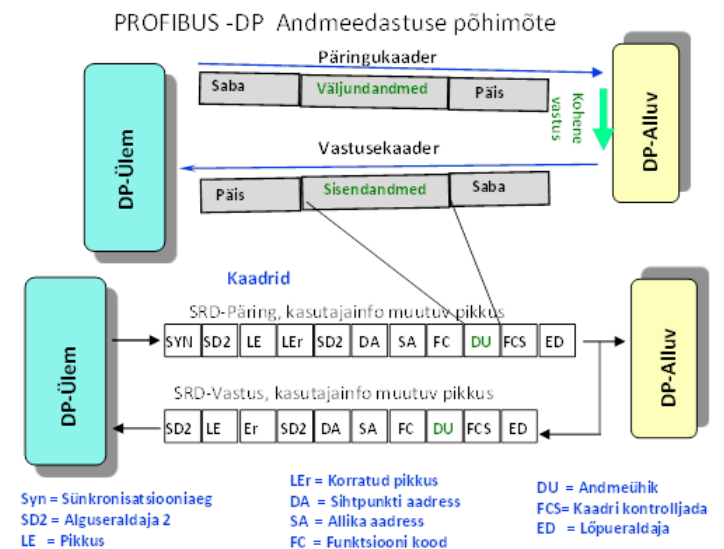 PROFIBUS -DP Andmeedastuse põhimõte
Päringukaader
Saba Väljundandmed Päis
Kohene
vastus
DP-Ülem
DP-Alluv
Vastusekaader
Päis Sisendandmed Saba
Kaadrid
SRD-Päring, kasutajainfo muutuv pikkus
SYN SD2 LE LEr SD2 DA SA FC DU FCS ED
DP-Ülem
DP-Alluv
SRD-Vastus, kasutajainfo muutuv pikkus
SD2 LE Er SD2 DA SA FC DU FCS ED
Syn = Sünkronisatsiooniaeg
SD2 = Alguseraldaja 2
LE = Pikkus
LEr = Korratud pikkus
DA = Sihtpunkti aadress
SA = Allika aadress
FC = Funktsiooni kood
DU = Andmeühik
FCS= Kaadri kontrolljada
ED = Lõpueraldaja